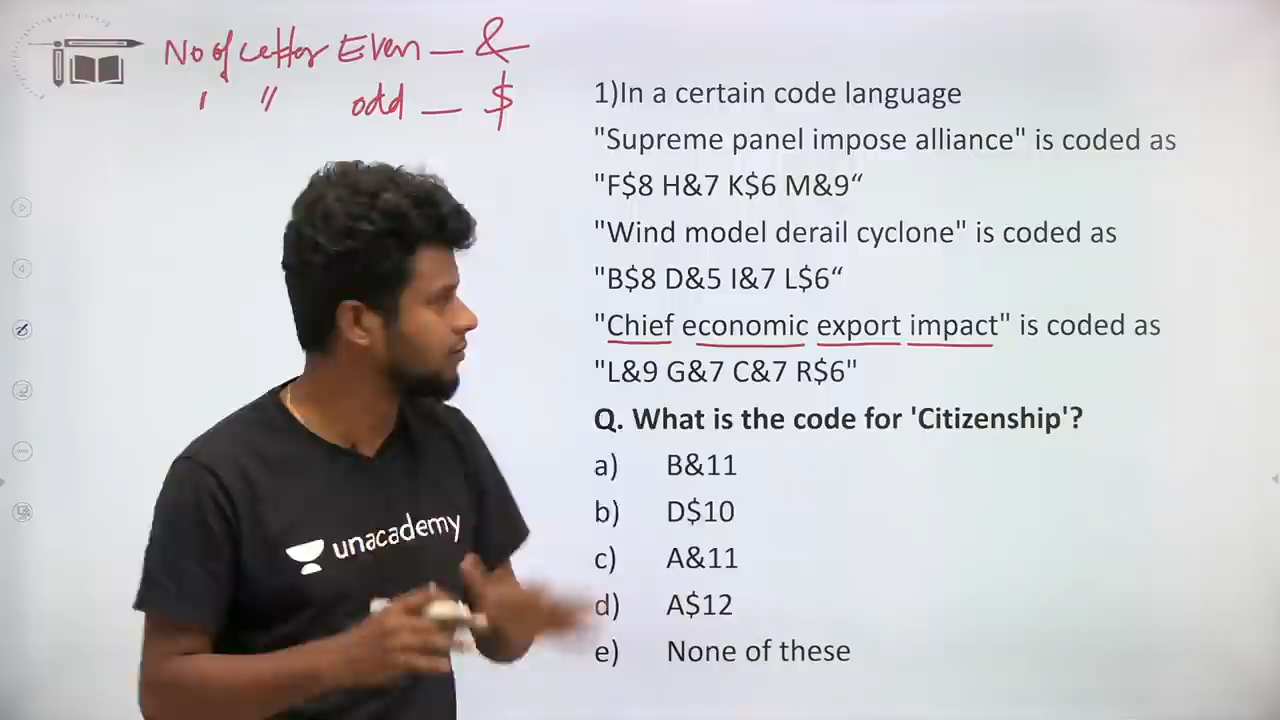 No of Letter Even — &
" " odd — $
1)In a certain code language
"Supreme panel impose alliance" is coded as
"F$8 H&7 K$6 M&9“
"Wind model derail cyclone" is coded as
"B$8 D&5 I&7 L$6“
"Chief economic export impact" is coded as
"L&9 G&7 C&7 R$6"
Q. What is the code for 'Citizenship'?
a) B&11
b) D$10
c) A&11
d) A$12
e) None of these
unacademy